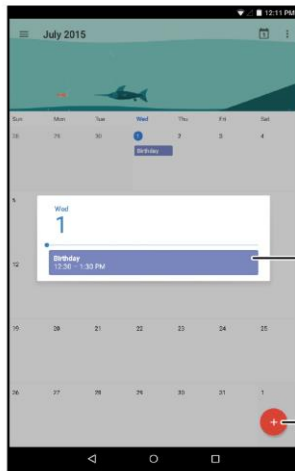 12:11 PM
July 2015
1
Sun Mon Tue Wed Thu Fri Sat
28 29 30 1 2 3 4
Birthday
5
Wed
1
Birthday
12:30 – 1:30 PM
12
19 20 21 22 23 24 25
26 27 28 29 30 31 1
+